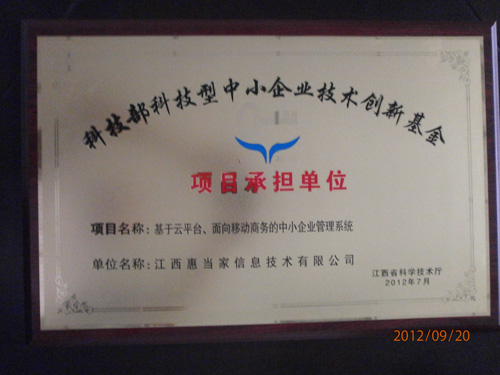 科技部科技型中小企业技术创新基金
项目承担单位
项目名称：基于云平台、面向移动商务的中小企业管理系统
单位名称：江西惠当家信息技术有限公司
江西省科学技术厅
2012年7月
2012/09/20